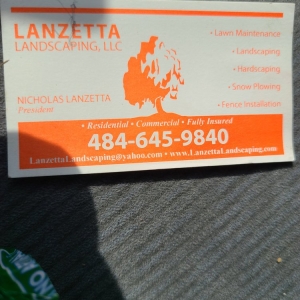 LANZETTA
LANDSCAPING, LLC
• Lawn Maintenance
• Landscaping
• Hardscaping
• Snow Plowing
• Fence Installation
NICHOLAS LANZETTA
President
• Residential • Commercial • Fully Insured
484-645-9840
LanzettaLandscaping@yahoo.com • www.LanzettaLandscaping.com